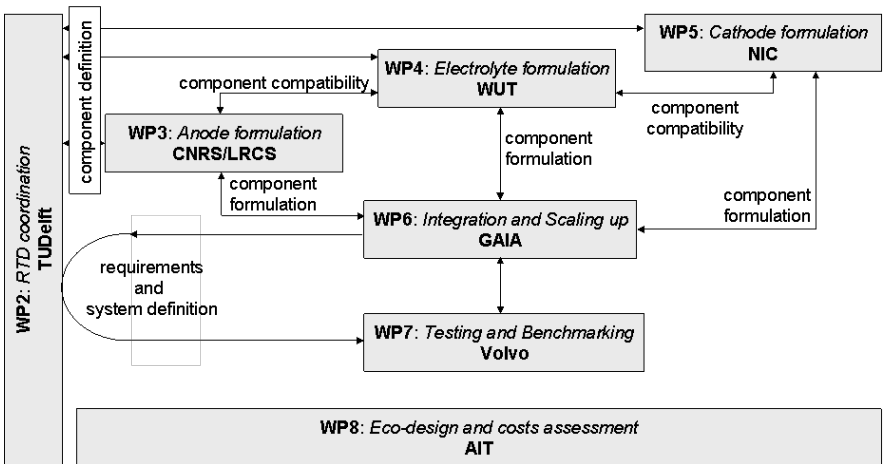 WP2: RTD coordination
TUDelft
component definition
WP5: Cathode formulation
NIC
WP4: Electrolyte formulation
WUT
component compatibility
component
compatibility
WP3: Anode formulation
CNRS/LRCS
component
formulation
component
formulation
component
formulation
WP6: Integration and Scaling up
GAIA
requirements
and
system definition
WP7: Testing and Benchmarking
Volvo
WP8: Eco-design and costs assessment
AIT